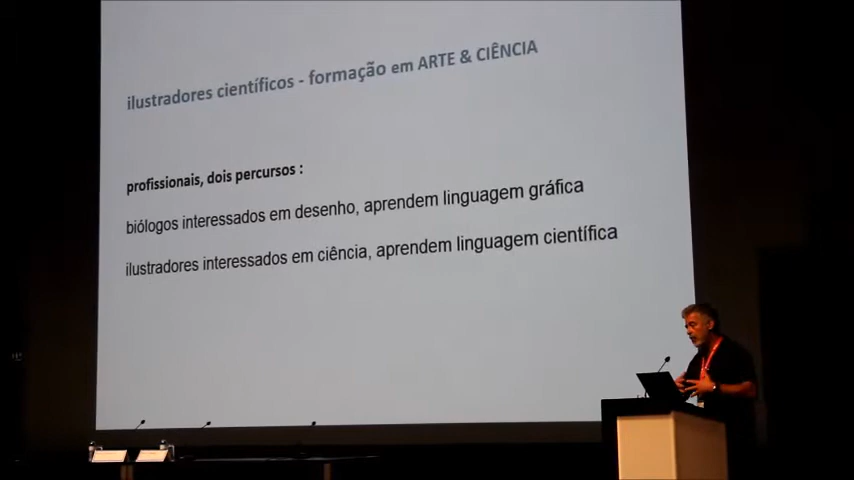 ilustradores científicos - formação em ARTE & CIÊNCIA
profissionais, dois percursos :
biólogos interessados em desenho, aprendem linguagem gráfica
ilustradores interessados em ciência, aprendem linguagem científica